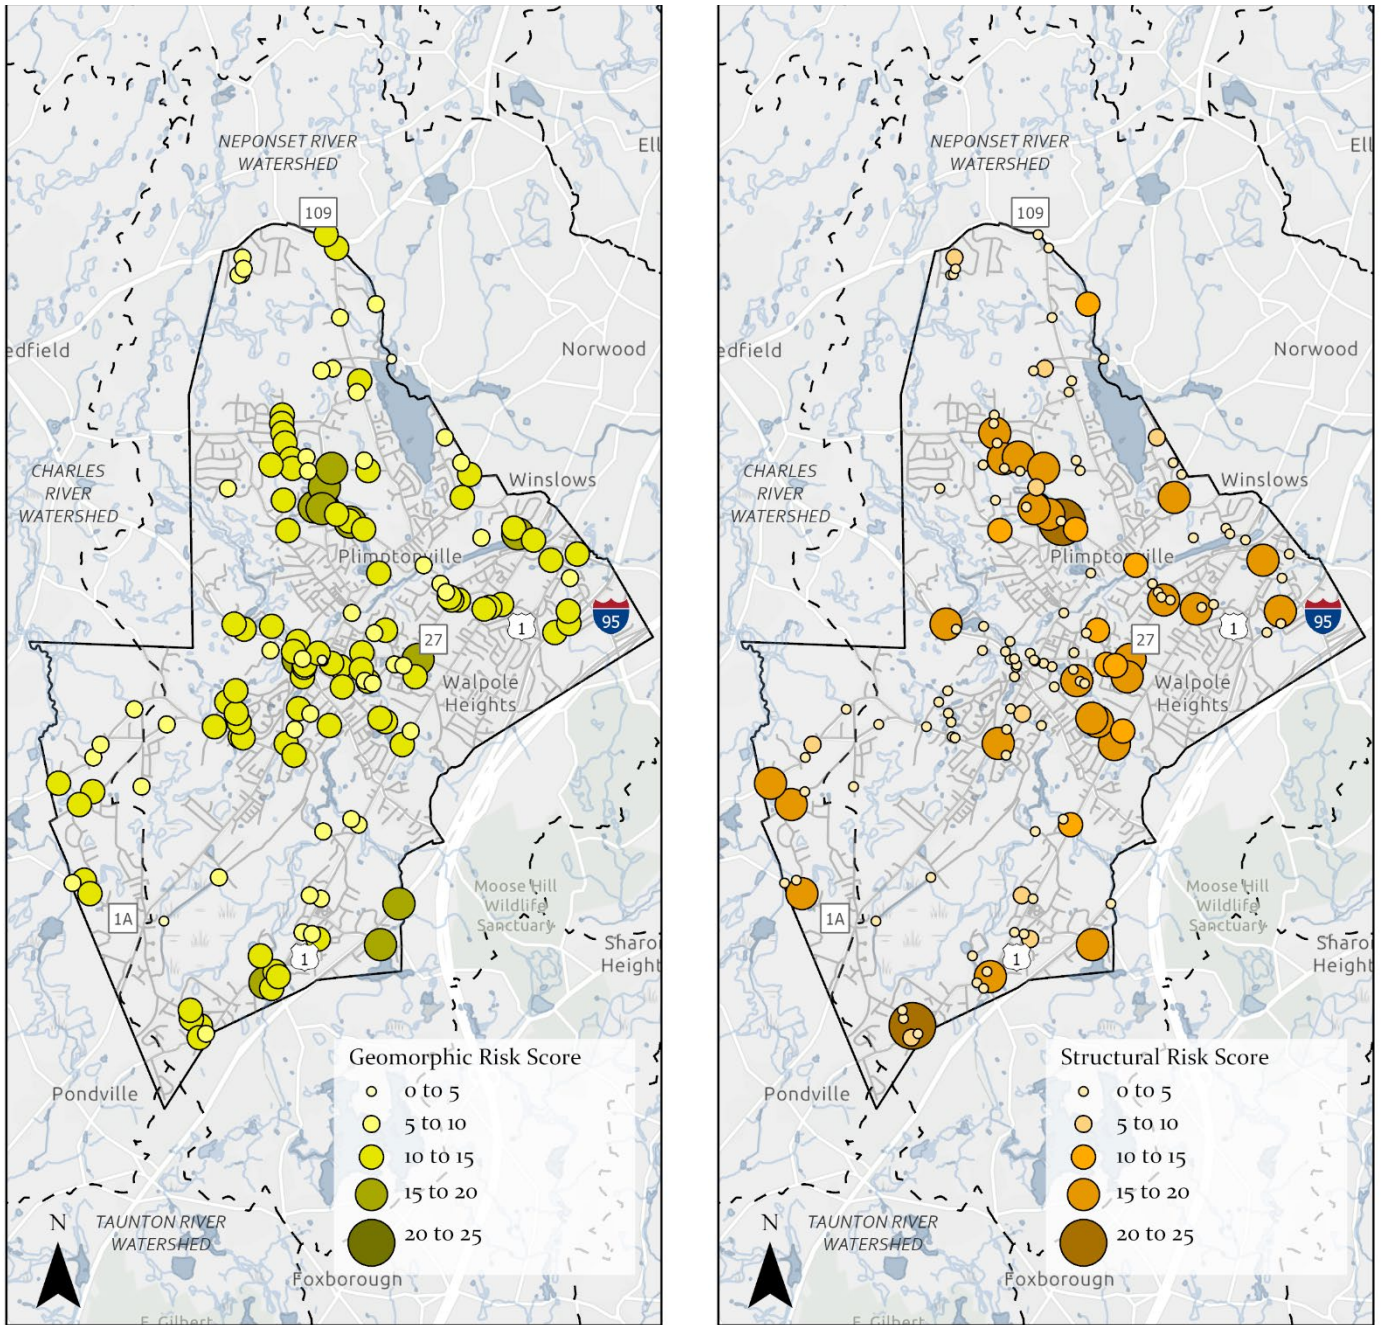 NEPONSET RIVER
WATERSHED
Ell
109
edfield
Norwood
CHARLES
RIVER
WATERSHED
Winslows
Plimptonville
95
1
27
Walpole
Heights
Moose Hill
Wildlife
Sanctuary
1A
Sharon
Height
1
Geomorphic Risk Score
0 to 5
5 to 10
10 to 15
15 to 20
20 to 25
Pondville
N
TAUNTON RIVER
WATERSHED
Foxborough
F. Gilbert
NEPONSET RIVER
WATERSHED
Ell
109
edfield
Norwood
CHARLES
RIVER
WATERSHED
Winslows
Plimptonville
95
1
27
Walpole
Heights
Moose Hill
Wildlife
Sanctuary
1A
Sharon
Height
1
Structural Risk Score
0 to 5
5 to 10
10 to 15
15 to 20
20 to 25
Pondville
N
TAUNTON RIVER
WATERSHED
Foxborough
F. Gilbert